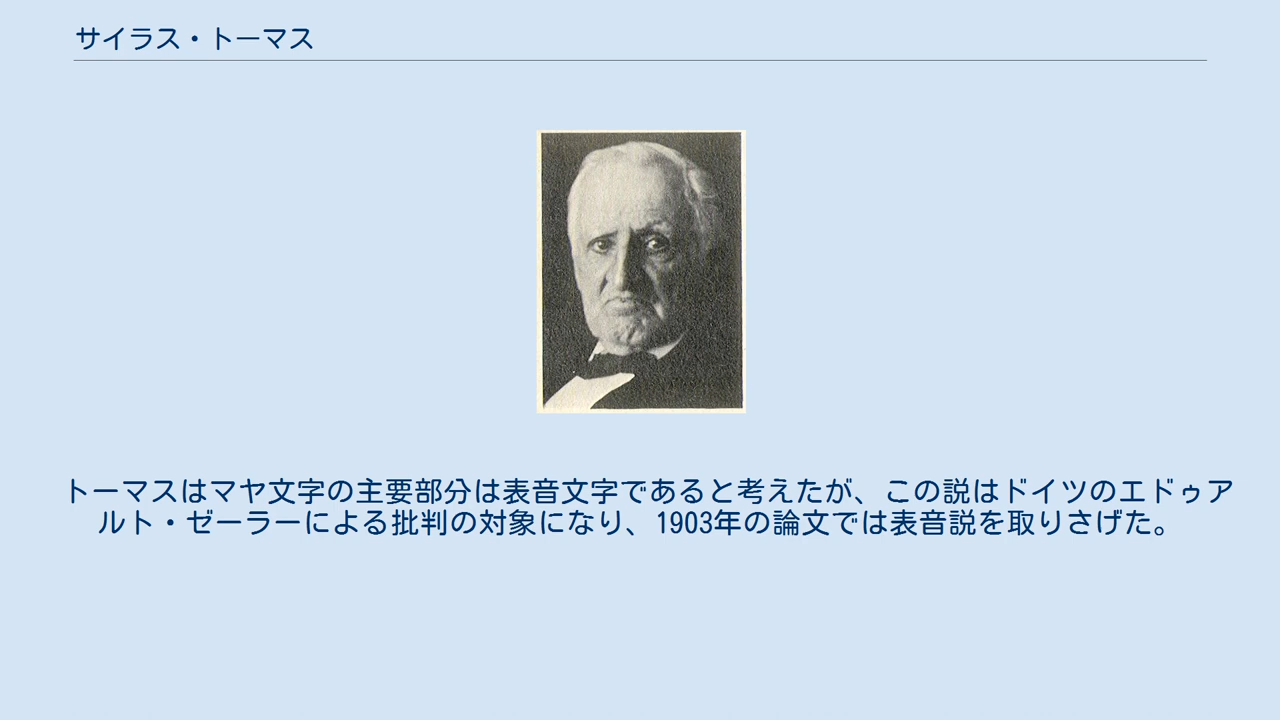 サイラス・トーマス
トーマスはマヤ文字の主要部分は表音文字であると考えたが、この説はドイツのエドゥア
ルト・ゼーラーによる批判の対象になり、1903年の論文では表音説を取りさげた。